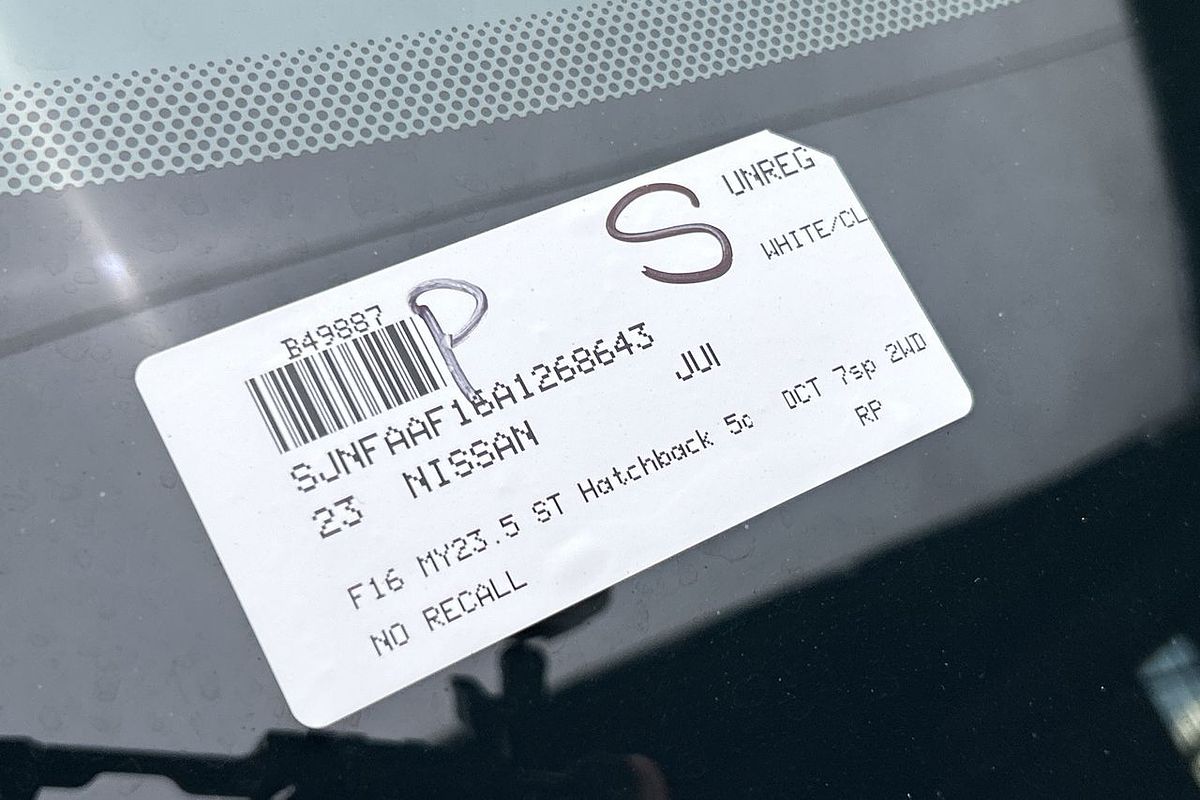 UNREG
S
WHITE/CL
B49887
P
SJNFAAF16A1268643
23 NISSAN JUI
F16 MY23.5 ST Hatchback 5d DCT 7sp 2WD
NO RECALL RP